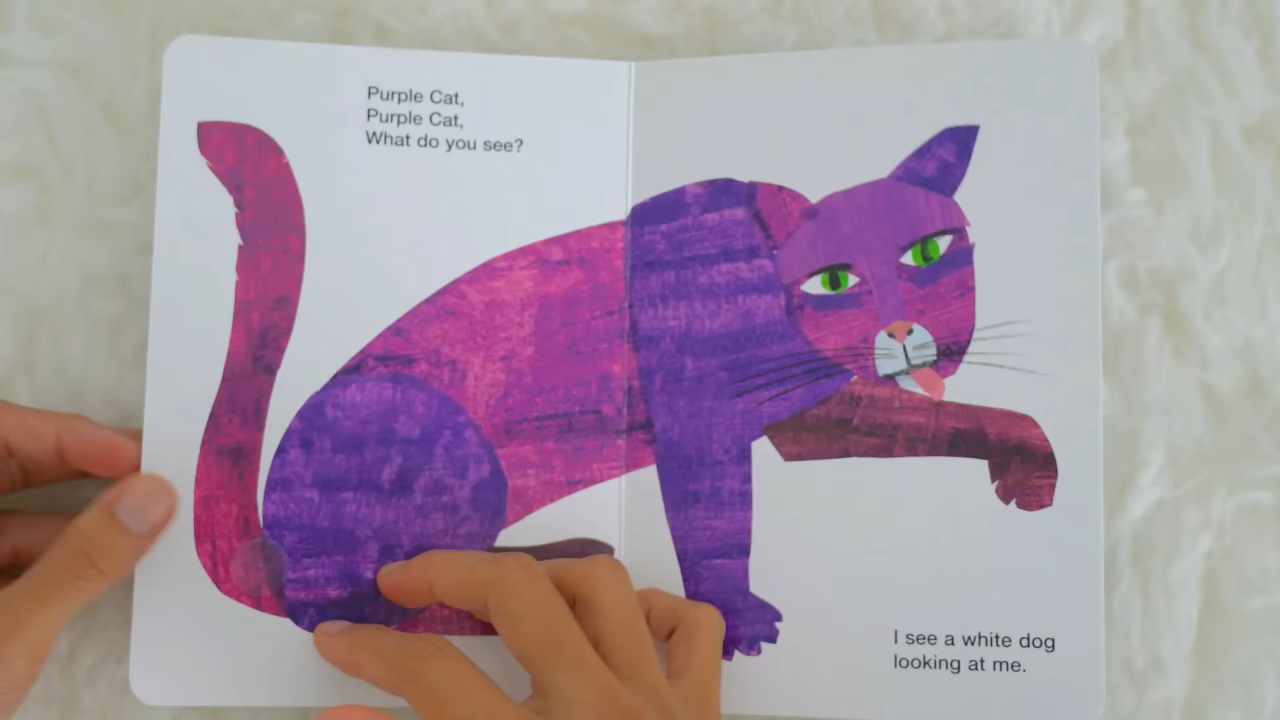 Purple Cat,
Purple Cat,
What do you see?
I see a white dog
looking at me.